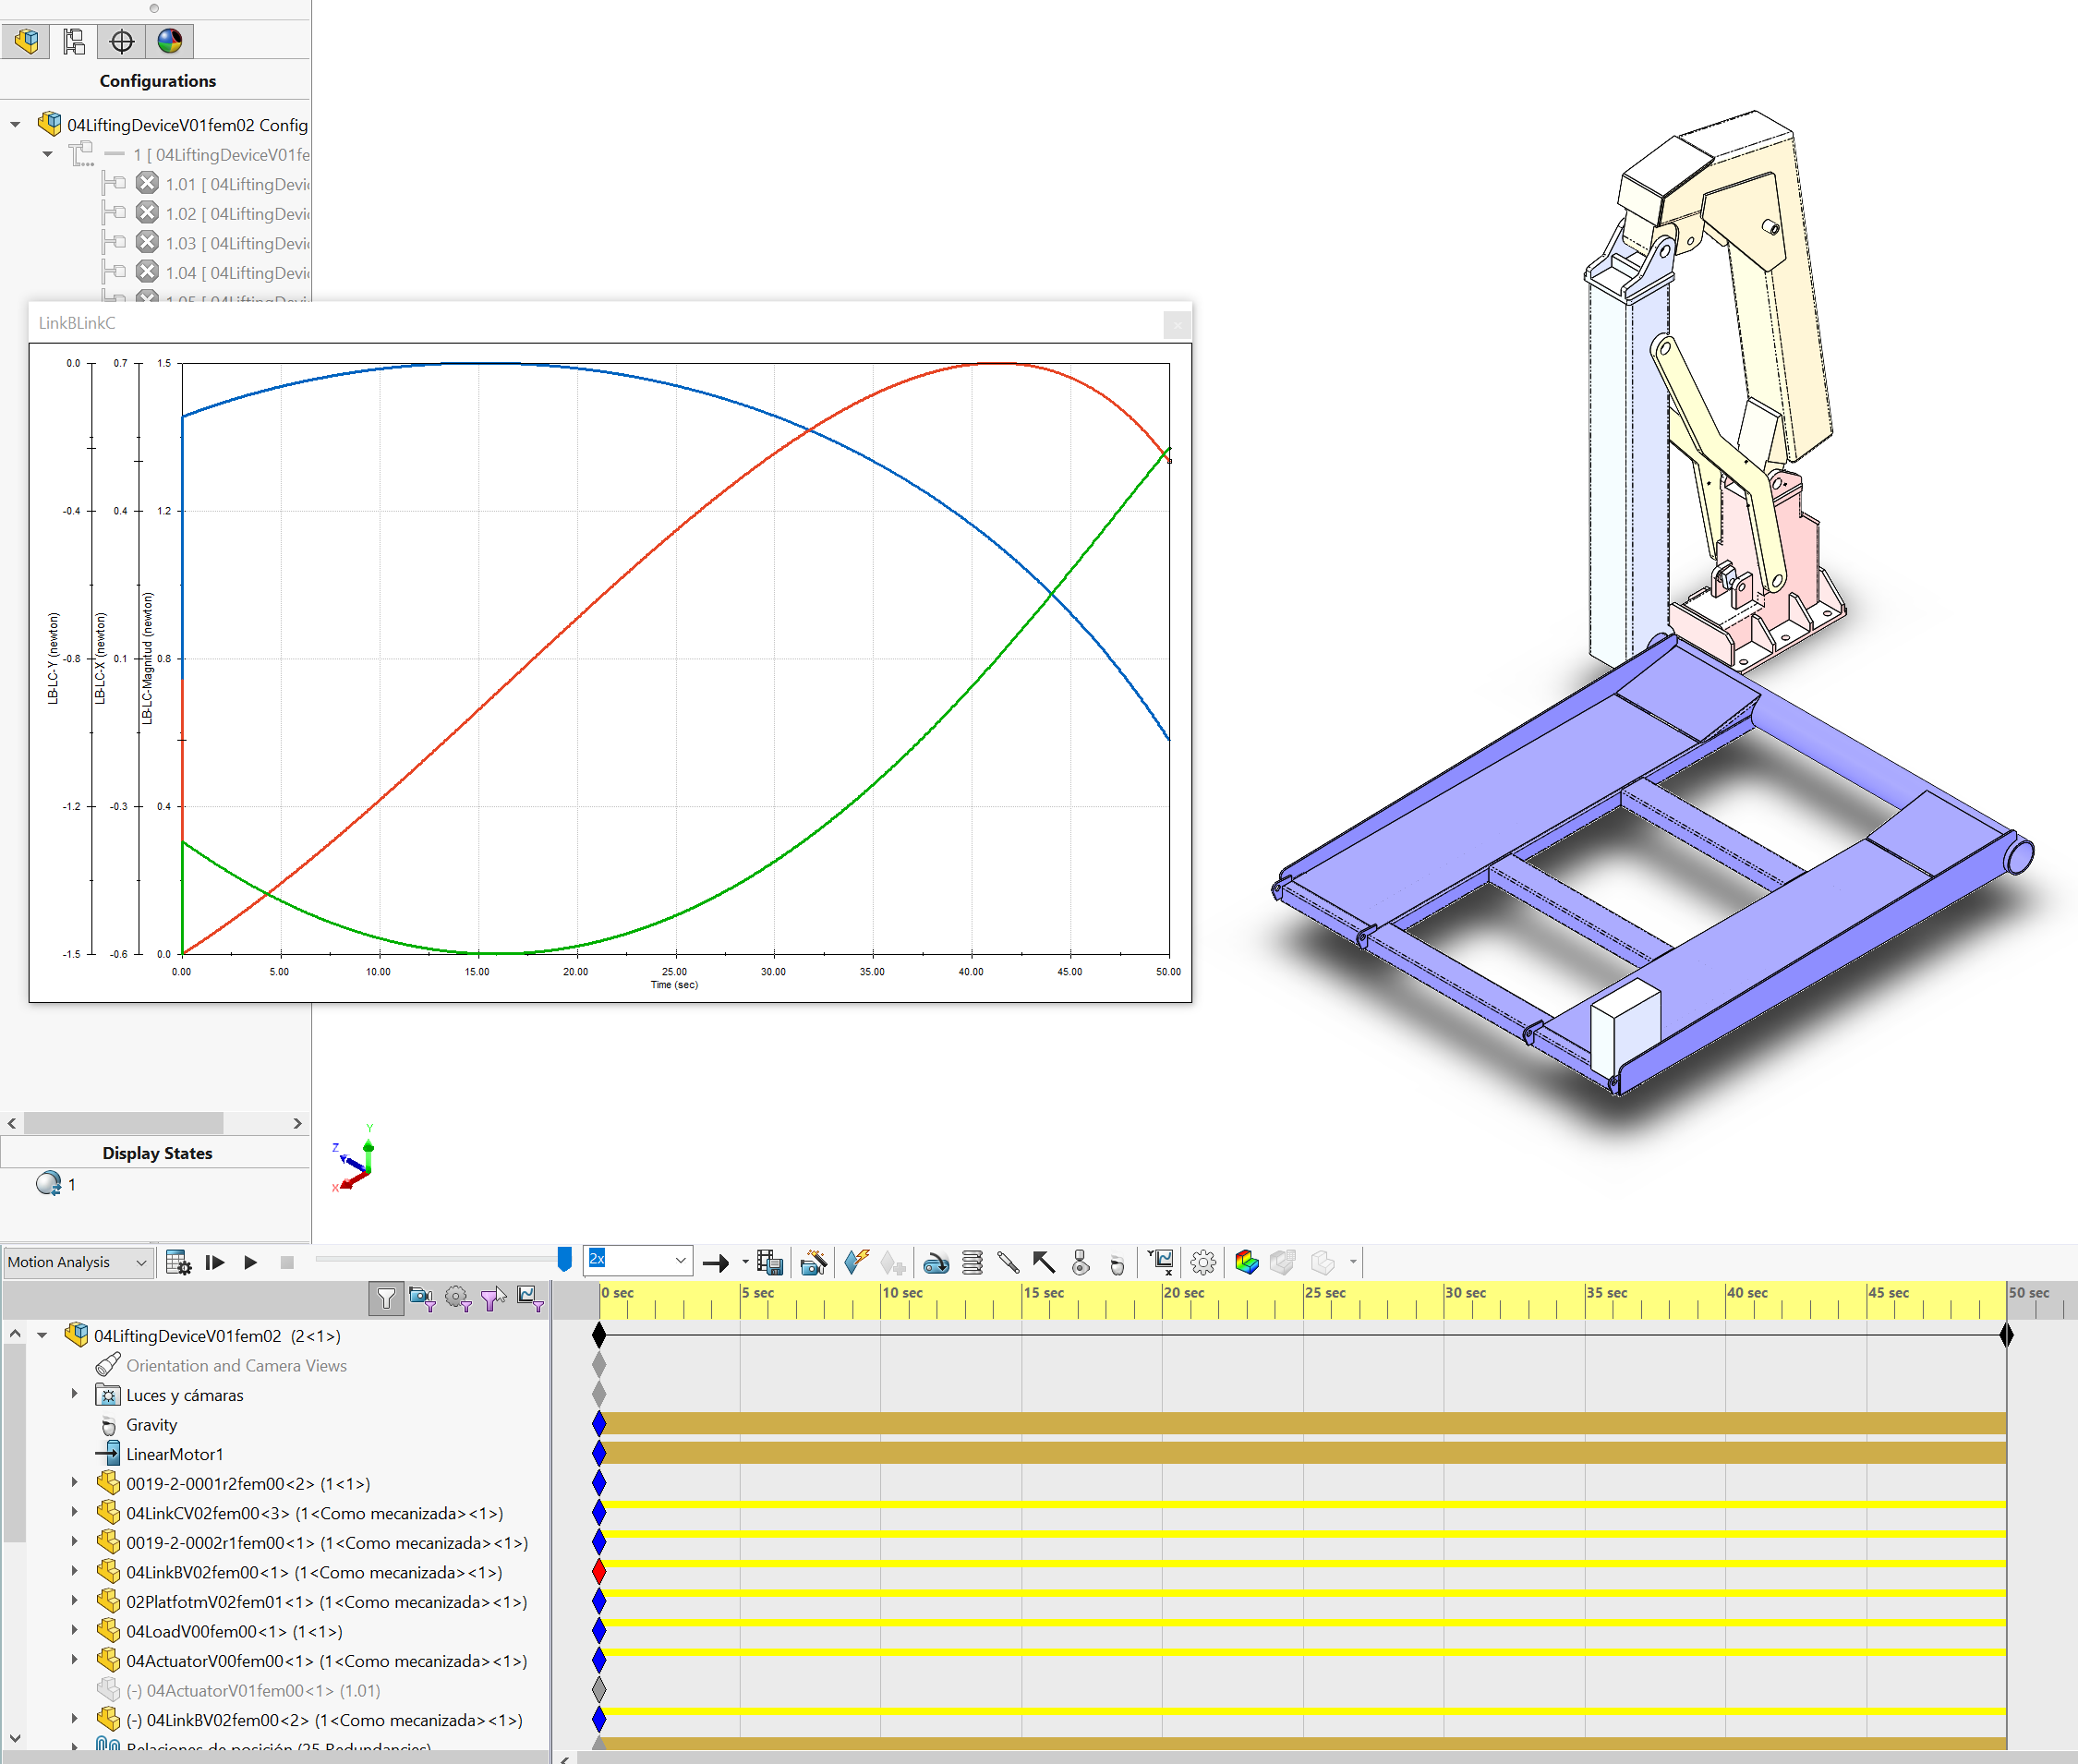 Configurations
04LiftingDeviceV01fem02 Config
1 [ 04LiftingDeviceV01fe
1.01 [ 04LiftingDevi
1.02 [ 04LiftingDevi
1.03 [ 04LiftingDevi
1.04 [ 04LiftingDevi
LinkBLinkC
0.0 0.7 1.5
-0.4 0.4 1.2
-0.8 0.1 0.8
-1.2 -0.3 0.4
-1.5 -0.6 0.0
LB-LC-Y (newton)
LB-LC-X (newton)
LB-LC-Magnitud (newton)
0.00 5.00 10.00 15.00 20.00 25.00 30.00 35.00 40.00 45.00 50.00
Time (sec)
Display States
1
Y
Z
X
Motion Analysis
2x
0 sec 5 sec 10 sec 15 sec 20 sec 25 sec 30 sec 35 sec 40 sec 45 sec 50 sec
04LiftingDeviceV01fem02 (2<1>)
Orientation and Camera Views
Luces y cámaras
Gravity
LinearMotor1
0019-2-0001r2fem00<2> (1<1>)
04LinkCV02fem00<3> (1<Como mecanizada><1>)
0019-2-0002r1fem00<1> (1<Como mecanizada><1>)
04LinkBV02fem00<1> (1<Como mecanizada><1>)
02PlatfotmV02fem01<1> (1<Como mecanizada><1>)
04LoadV00fem00<1> (1<1>)
04ActuatorV00fem00<1> (1<Como mecanizada><1>)
(-) 04ActuatorV01fem00<1> (1.01)
(-) 04LinkBV02fem00<2> (1<Como mecanizada><1>)
Relaciones de posición (25 Redundancies)